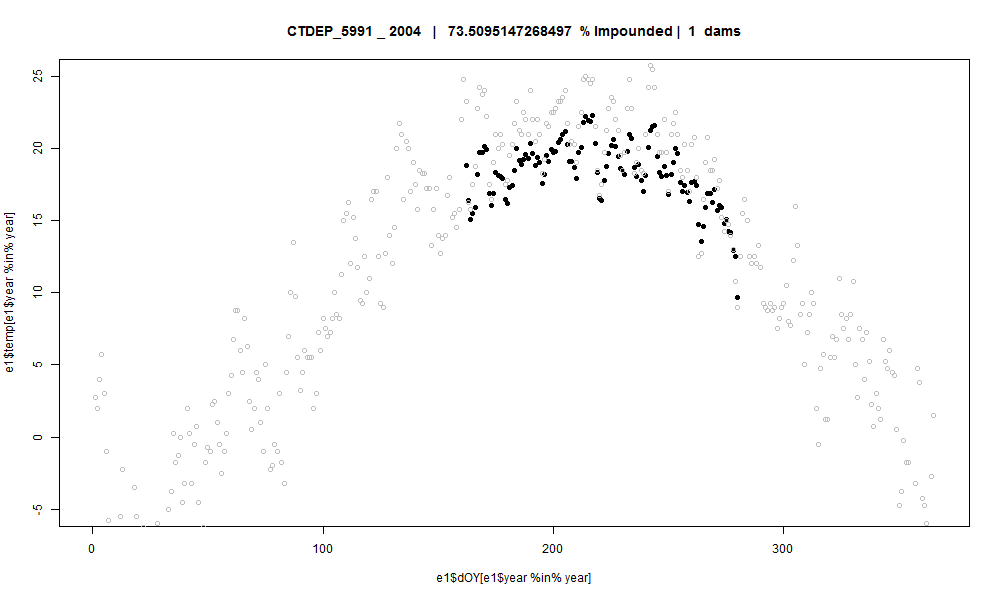 CTDEP_5991 _ 2004 | 73.5095147268497 % Impounded | 1 dams
e1$temp[e1$year %in% year]
25
20
15
10
5
0
-5
0 100 200 300
e1$dOY[e1$year %in% year]